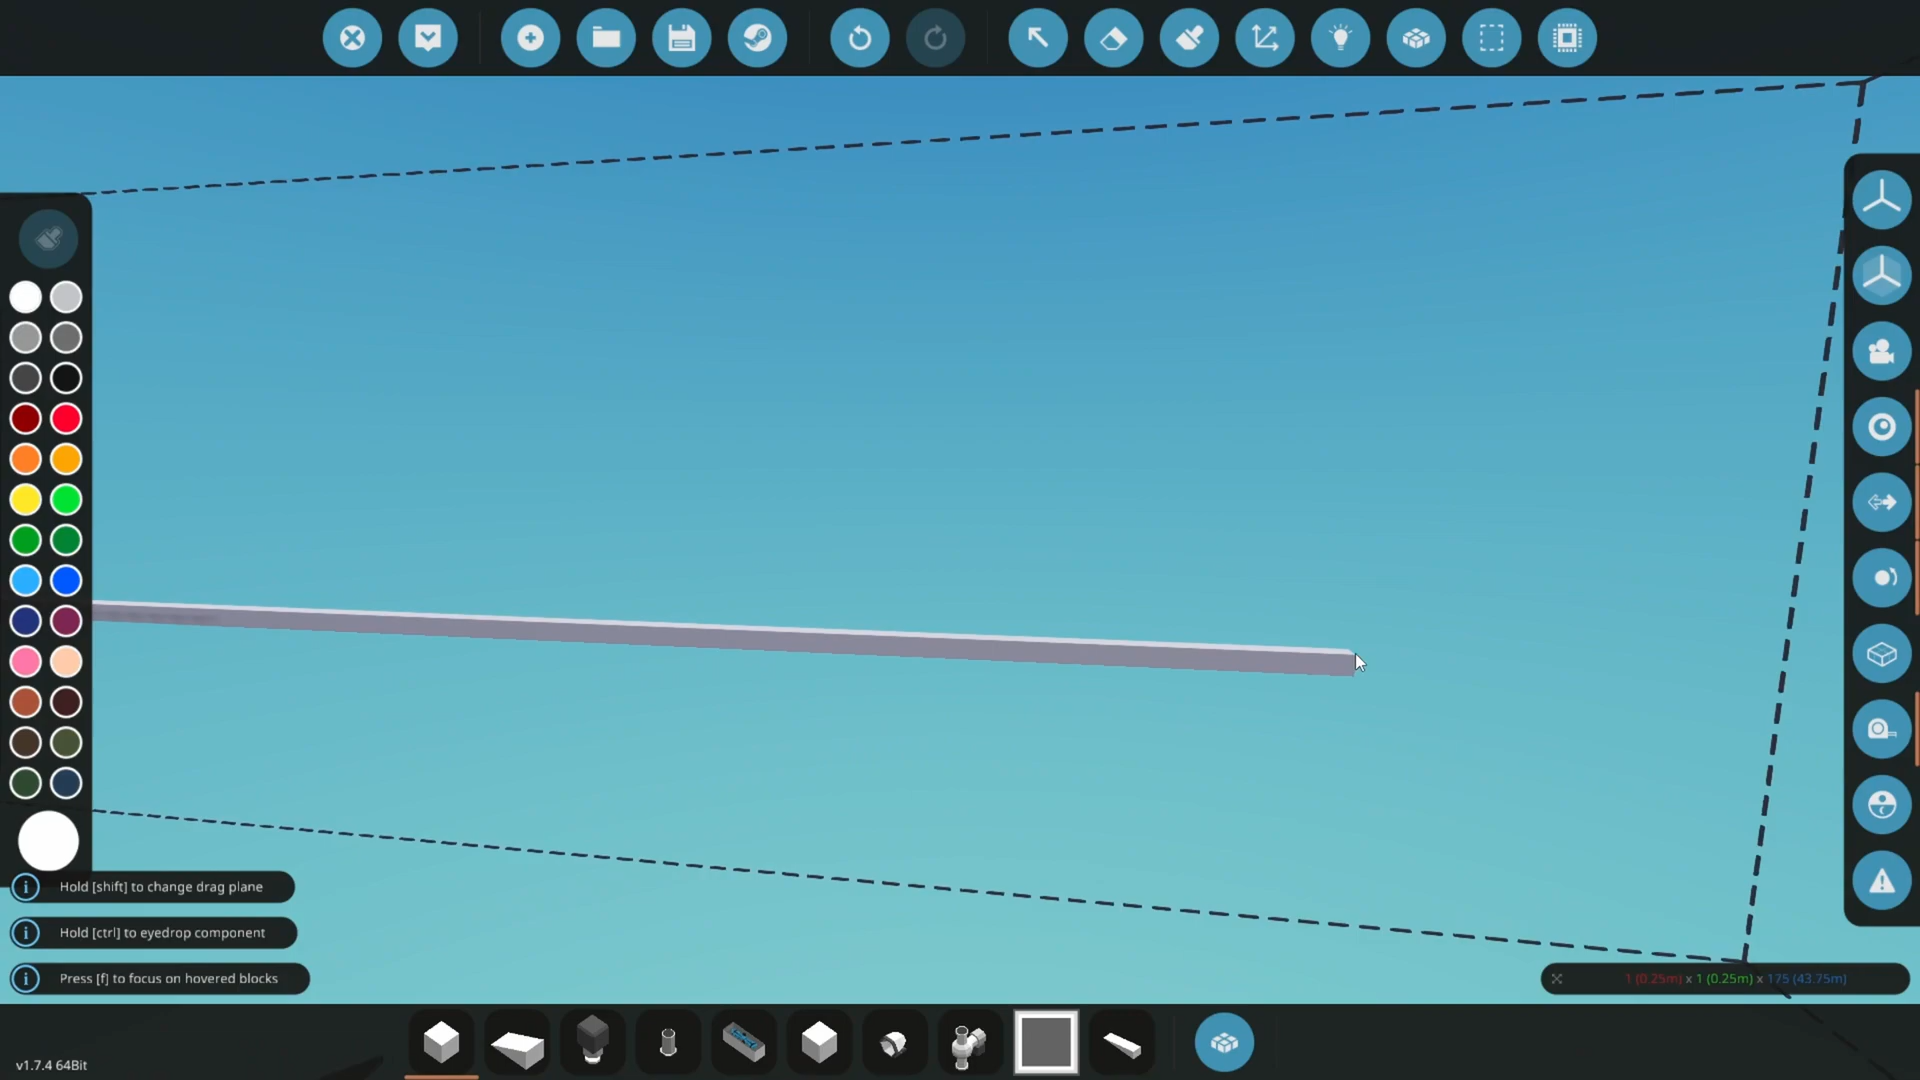 Hold [shift] to change drag plane
Hold [ctrl] to eyedrop component
Press [f] to focus on hovered blocks
1 (0.25m) x 1 (0.25m) x 175 (43.75m)
v1.7.4 64Bit